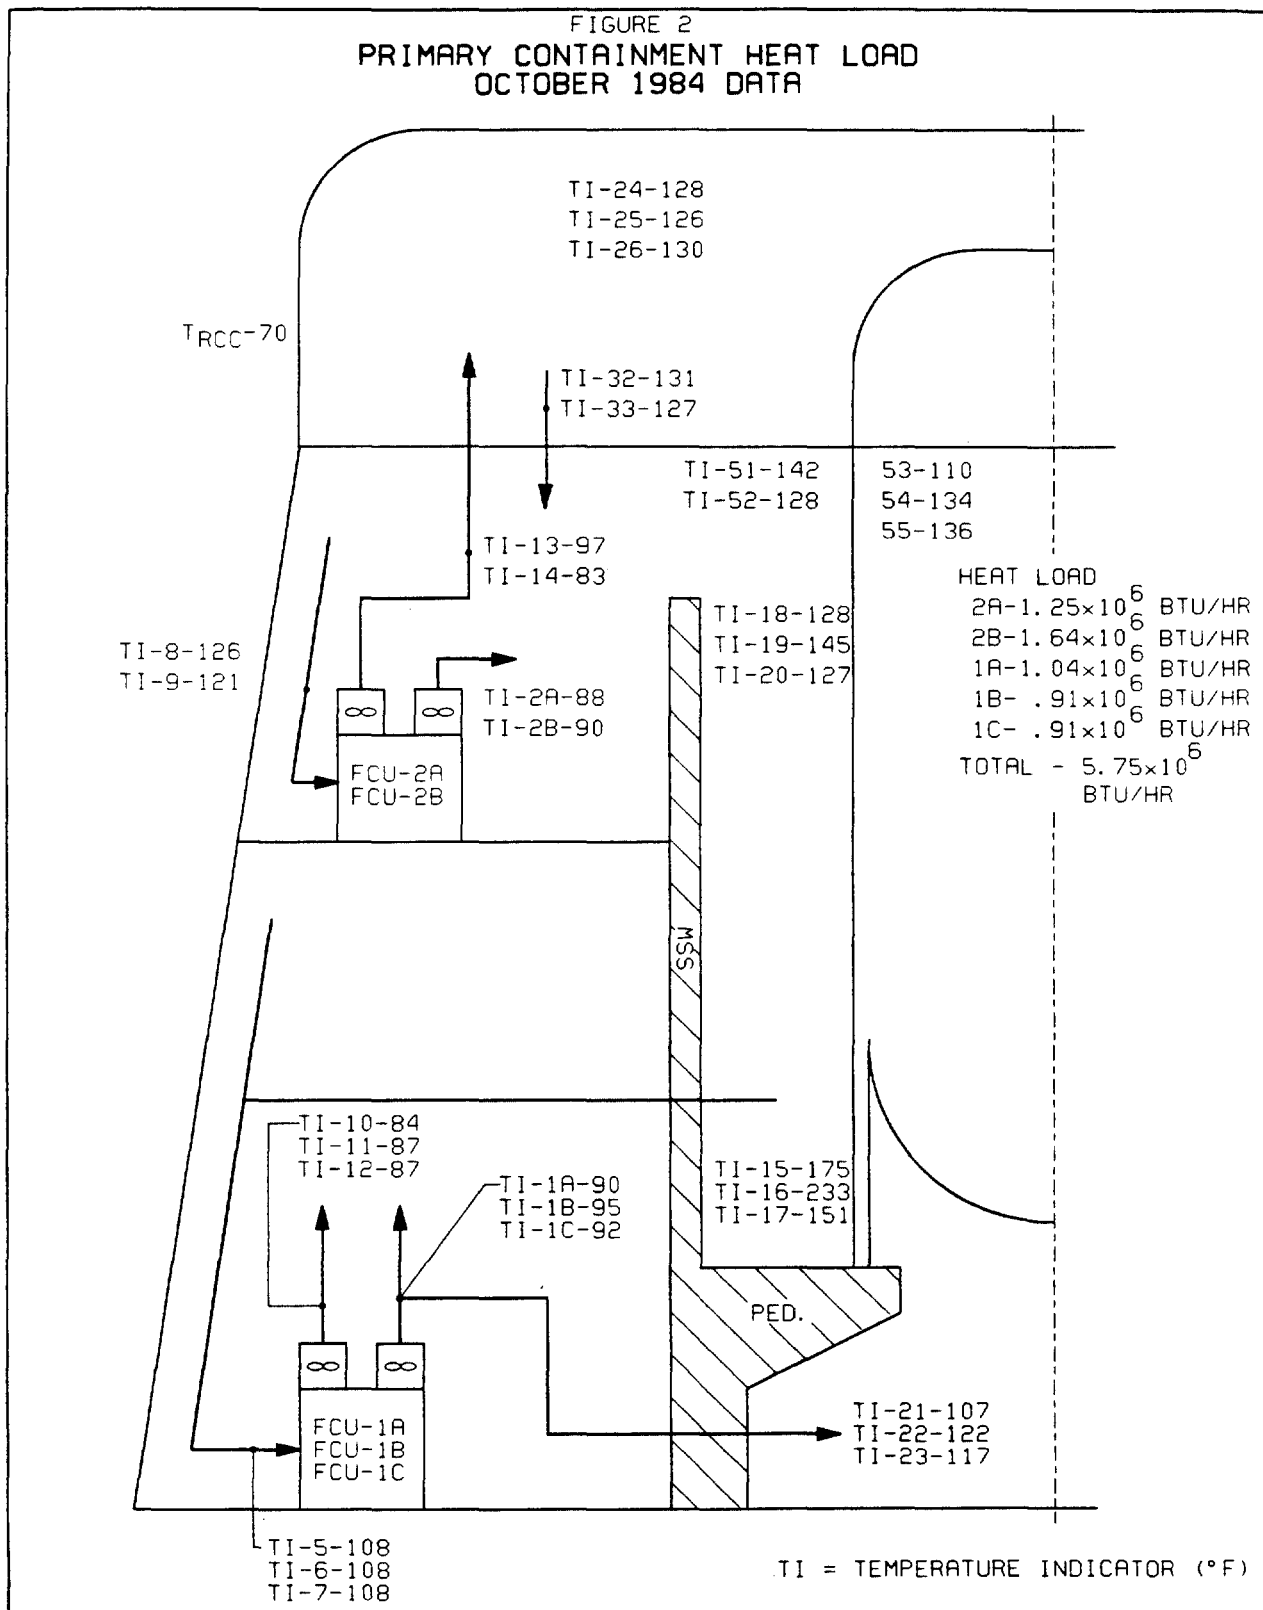 FIGURE 2
PRIMARY CONTAINMENT HEAT LOAD
OCTOBER 1984 DATA
TI-24-128
TI-25-126
TI-26-130
TRCC-70
TI-32-131
TI-33-127
TI-51-142
TI-52-128
53-110
54-134
55-136
TI-13-97
TI-14-83
HEAT LOAD
2A-1.25x10^6 BTU/HR
2B-1.64x10^6 BTU/HR
1A-1.04x10^6 BTU/HR
1B- .91x10^6 BTU/HR
1C- .91x10^6 BTU/HR
TOTAL - 5.75x10^6
BTU/HR
TI-18-128
TI-19-145
TI-20-127
TI-8-126
TI-9-121
TI-2A-88
TI-2B-90
FCU-2A
FCU-2B
MSS
TI-10-84
TI-11-87
TI-12-87
TI-1A-90
TI-1B-95
TI-1C-92
TI-15-175
TI-16-233
TI-17-151
PED.
FCU-1A
FCU-1B
FCU-1C
TI-21-107
TI-22-122
TI-23-117
TI-5-108
TI-6-108
TI-7-108
TI = TEMPERATURE INDICATOR (°F)